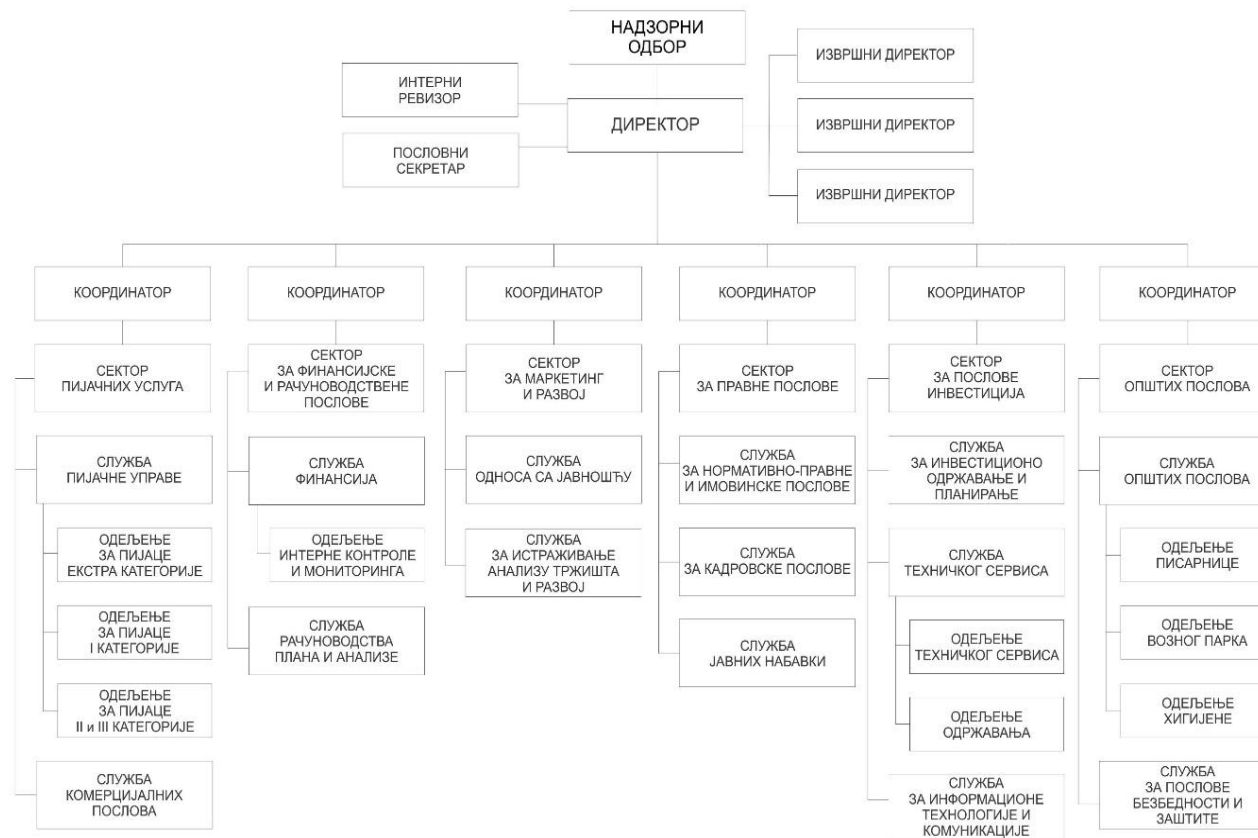 НАДЗОРНИ
ОДБОР
ИНТЕРНИ
РЕВИЗОР
ДИРЕКТОР
ПОСЛОВНИ
СЕКРЕТАР
ИЗВРШНИ ДИРЕКТОР
ИЗВРШНИ ДИРЕКТОР
ИЗВРШНИ ДИРЕКТОР
КООРДИНАТОР
СЕКТОР
ПИЈАЧНИХ УСЛУГА
СЛУЖБА
ПИЈАЧНЕ УПРАВЕ
ОДЕЉЕЊЕ
ЗА ПИЈАЦЕ
ЕКСТРА КАТЕГОРИЈЕ
ОДЕЉЕЊЕ
ЗА ПИЈАЦЕ
I КАТЕГОРИЈЕ
ОДЕЉЕЊЕ
ЗА ПИЈАЦЕ
II и III КАТЕГОРИЈЕ
СЛУЖБА
КОМЕРЦИЈАЛНИХ
ПОСЛОВА
КООРДИНАТОР
СЕКТОР
ЗА ФИНАНСИЈСКЕ
И РАЧУНОВОДСТВЕНЕ
ПОСЛОВЕ
СЛУЖБА
ФИНАНСИЈА
ОДЕЉЕЊЕ
ИНТЕРНЕ КОНТРОЛЕ
И МОНИТОРИНГА
СЛУЖБА
РАЧУНОВОДСТВА
ПЛАНА И АНАЛИЗЕ
КООРДИНАТОР
СЕКТОР
ЗА МАРКЕТИНГ
И РАЗВОЈ
СЛУЖБА
ОДНОСА СА ЈАВНОШЋУ
СЛУЖБА
ЗА ИСТРАЖИВАЊЕ
АНАЛИЗУ ТРЖИШТА
И РАЗВОЈ
КООРДИНАТОР
СЕКТОР
ЗА ПРАВНЕ ПОСЛОВЕ
СЛУЖБА
ЗА НОРМАТИВНО-ПРАВНЕ
И ИМОВИНСКЕ ПОСЛОВЕ
СЛУЖБА
ЗА КАДРОВСКЕ ПОСЛОВЕ
СЛУЖБА
ЈАВНИХ НАБАВКИ
КООРДИНАТОР
СЕКТОР
ЗА ПОСЛОВЕ
ИНВЕСТИЦИЈА
СЛУЖБА
ЗА ИНВЕСТИЦИОНО
ОДРЖАВАЊЕ И
ПЛАНИРАЊЕ
СЛУЖБА
ТЕХНИЧКОГ СЕРВИСА
ОДЕЉЕЊЕ
ТЕХНИЧКОГ СЕРВИСА
ОДЕЉЕЊЕ
ОДРЖАВАЊА
СЛУЖБА
ЗА ИНФОРМАЦИОНЕ
ТЕХНОЛОГИЈЕ И
КОМУНИКАЦИЈЕ
КООРДИНАТОР
СЕКТОР
ОПШТИХ ПОСЛОВА
СЛУЖБА
ОПШТИХ ПОСЛОВА
ОДЕЉЕЊЕ
ПИСАРНИЦЕ
ОДЕЉЕЊЕ
ВОЗНОГ ПАРКА
ОДЕЉЕЊЕ
ХИГИЈЕНЕ
СЛУЖБА
ЗА ПОСЛОВЕ
БЕЗБЕДНОСТИ И
ЗАШТИТЕ